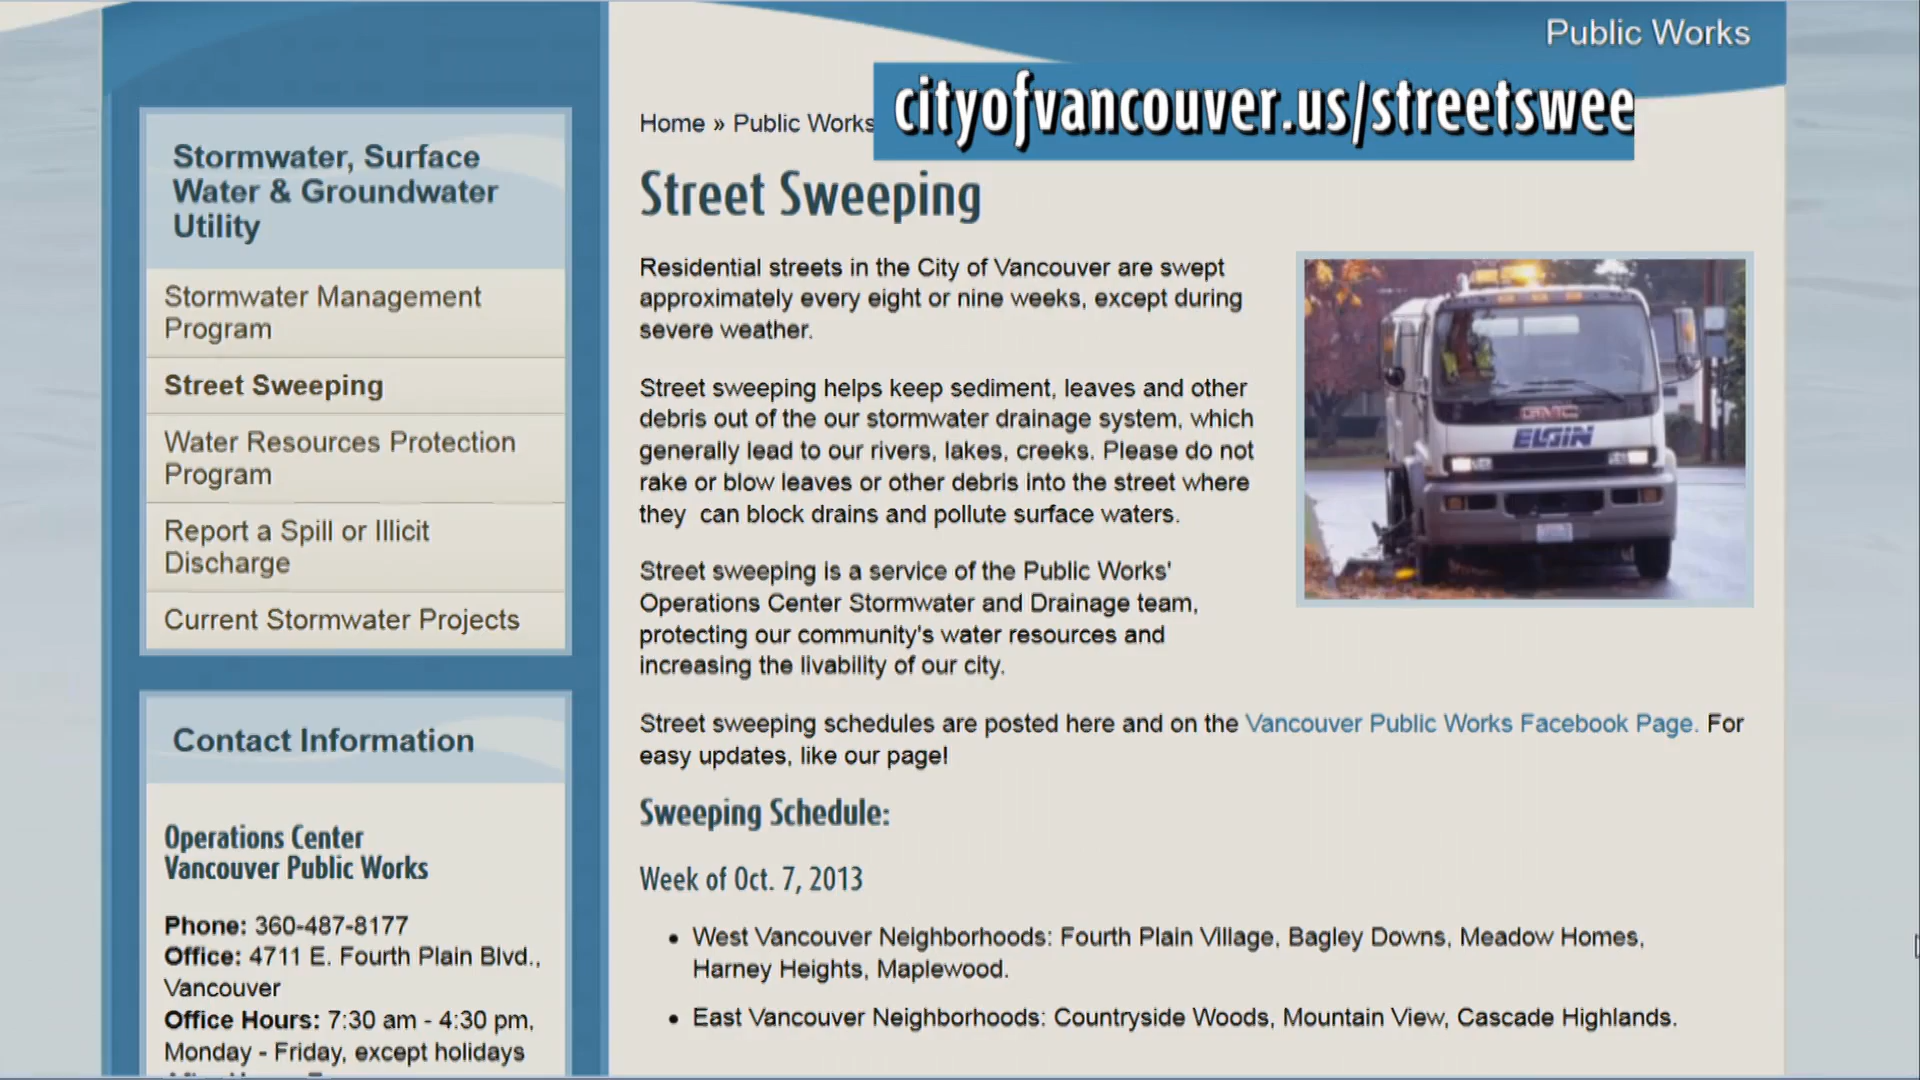 Public Works
cityofvancouver.us/streetswee
Home » Public Works
Stormwater, Surface
Water & Groundwater
Utility
Stormwater Management
Program
Street Sweeping
Water Resources Protection
Program
Report a Spill or Illicit
Discharge
Current Stormwater Projects
Contact Information
Operations Center
Vancouver Public Works
Phone: 360-487-8177
Office: 4711 E. Fourth Plain Blvd.,
Vancouver
Office Hours: 7:30 am - 4:30 pm,
Monday - Friday, except holidays
Street Sweeping
Residential streets in the City of Vancouver are swept
approximately every eight or nine weeks, except during
severe weather.
Street sweeping helps keep sediment, leaves and other
debris out of the our stormwater drainage system, which
generally lead to our rivers, lakes, creeks. Please do not
rake or blow leaves or other debris into the street where
they can block drains and pollute surface waters.
Street sweeping is a service of the Public Works'
Operations Center Stormwater and Drainage team,
protecting our community's water resources and
increasing the livability of our city.
GMC
ELGIN
Street sweeping schedules are posted here and on the Vancouver Public Works Facebook Page. For
easy updates, like our page!
Sweeping Schedule:
Week of Oct. 7, 2013
• West Vancouver Neighborhoods: Fourth Plain Village, Bagley Downs, Meadow Homes,
Harney Heights, Maplewood.
• East Vancouver Neighborhoods: Countryside Woods, Mountain View, Cascade Highlands.